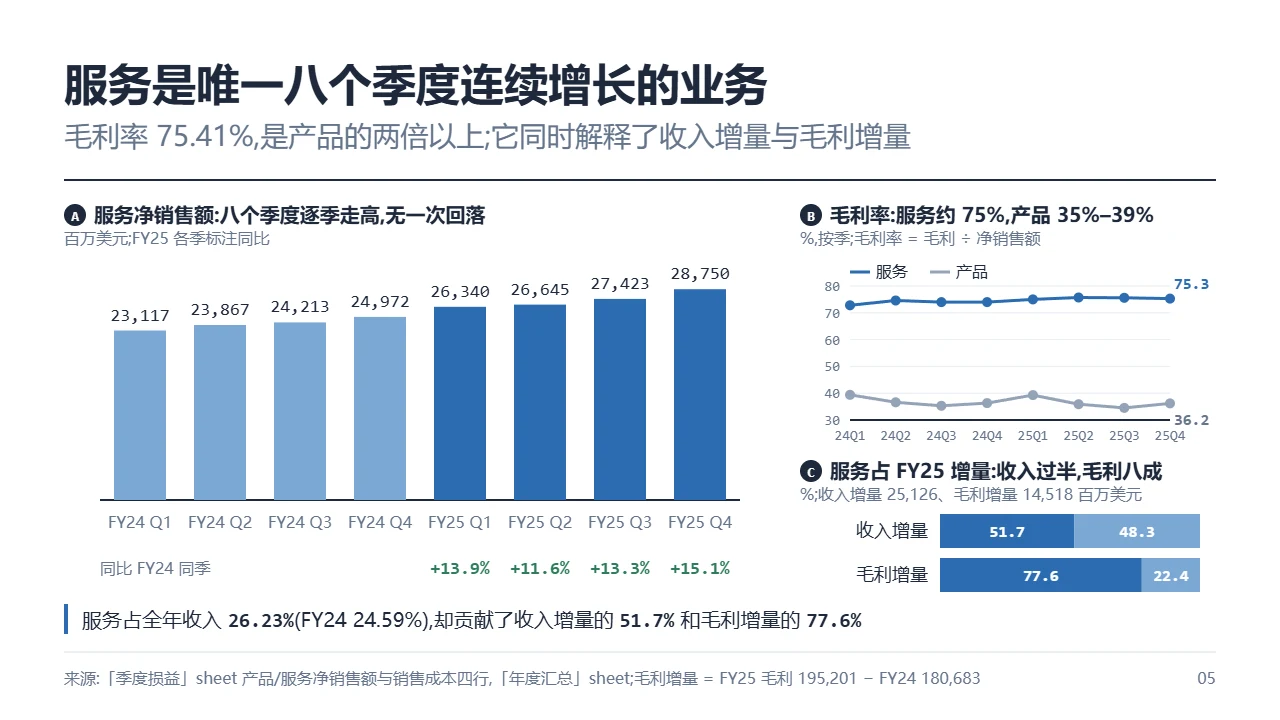 服务是唯一八个季度连续增长的业务
毛利率 75.41%,是产品的两倍以上;它同时解释了收入增量与毛利增量
A 服务净销售额:八个季度逐季走高,无一次回落
百万美元;FY25 各季标注同比
23,117 23,867 24,213 24,972 26,340 26,645 27,423 28,750
FY24 Q1 FY24 Q2 FY24 Q3 FY24 Q4 FY25 Q1 FY25 Q2 FY25 Q3 FY25 Q4
同比 FY24 同季 +13.9% +11.6% +13.3% +15.1%
B 毛利率:服务约 75%,产品 35%–39%
%,按季;毛利率 = 毛利 ÷ 净销售额
服务 产品
80 75.3
70
60
50
40
30 36.2
24Q1 24Q2 24Q3 24Q4 25Q1 25Q2 25Q3 25Q4
C 服务占 FY25 增量:收入过半,毛利八成
%;收入增量 25,126、毛利增量 14,518 百万美元
收入增量 51.7 48.3
毛利增量 77.6 22.4
服务占全年收入 26.23%(FY24 24.59%),却贡献了收入增量的 51.7% 和毛利增量的 77.6%
来源:「季度损益」sheet 产品/服务净销售额与销售成本四行,「年度汇总」sheet;毛利增量 = FY25 毛利 195,201 − FY24 180,683
05